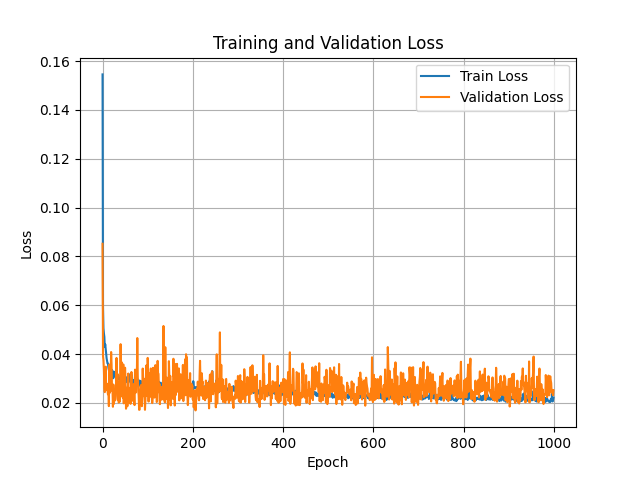 Training and Validation Loss
Train Loss
Validation Loss
0.16
0.14
0.12
0.10
0.08
0.06
0.04
0.02
Loss
0 200 400 600 800 1000
Epoch